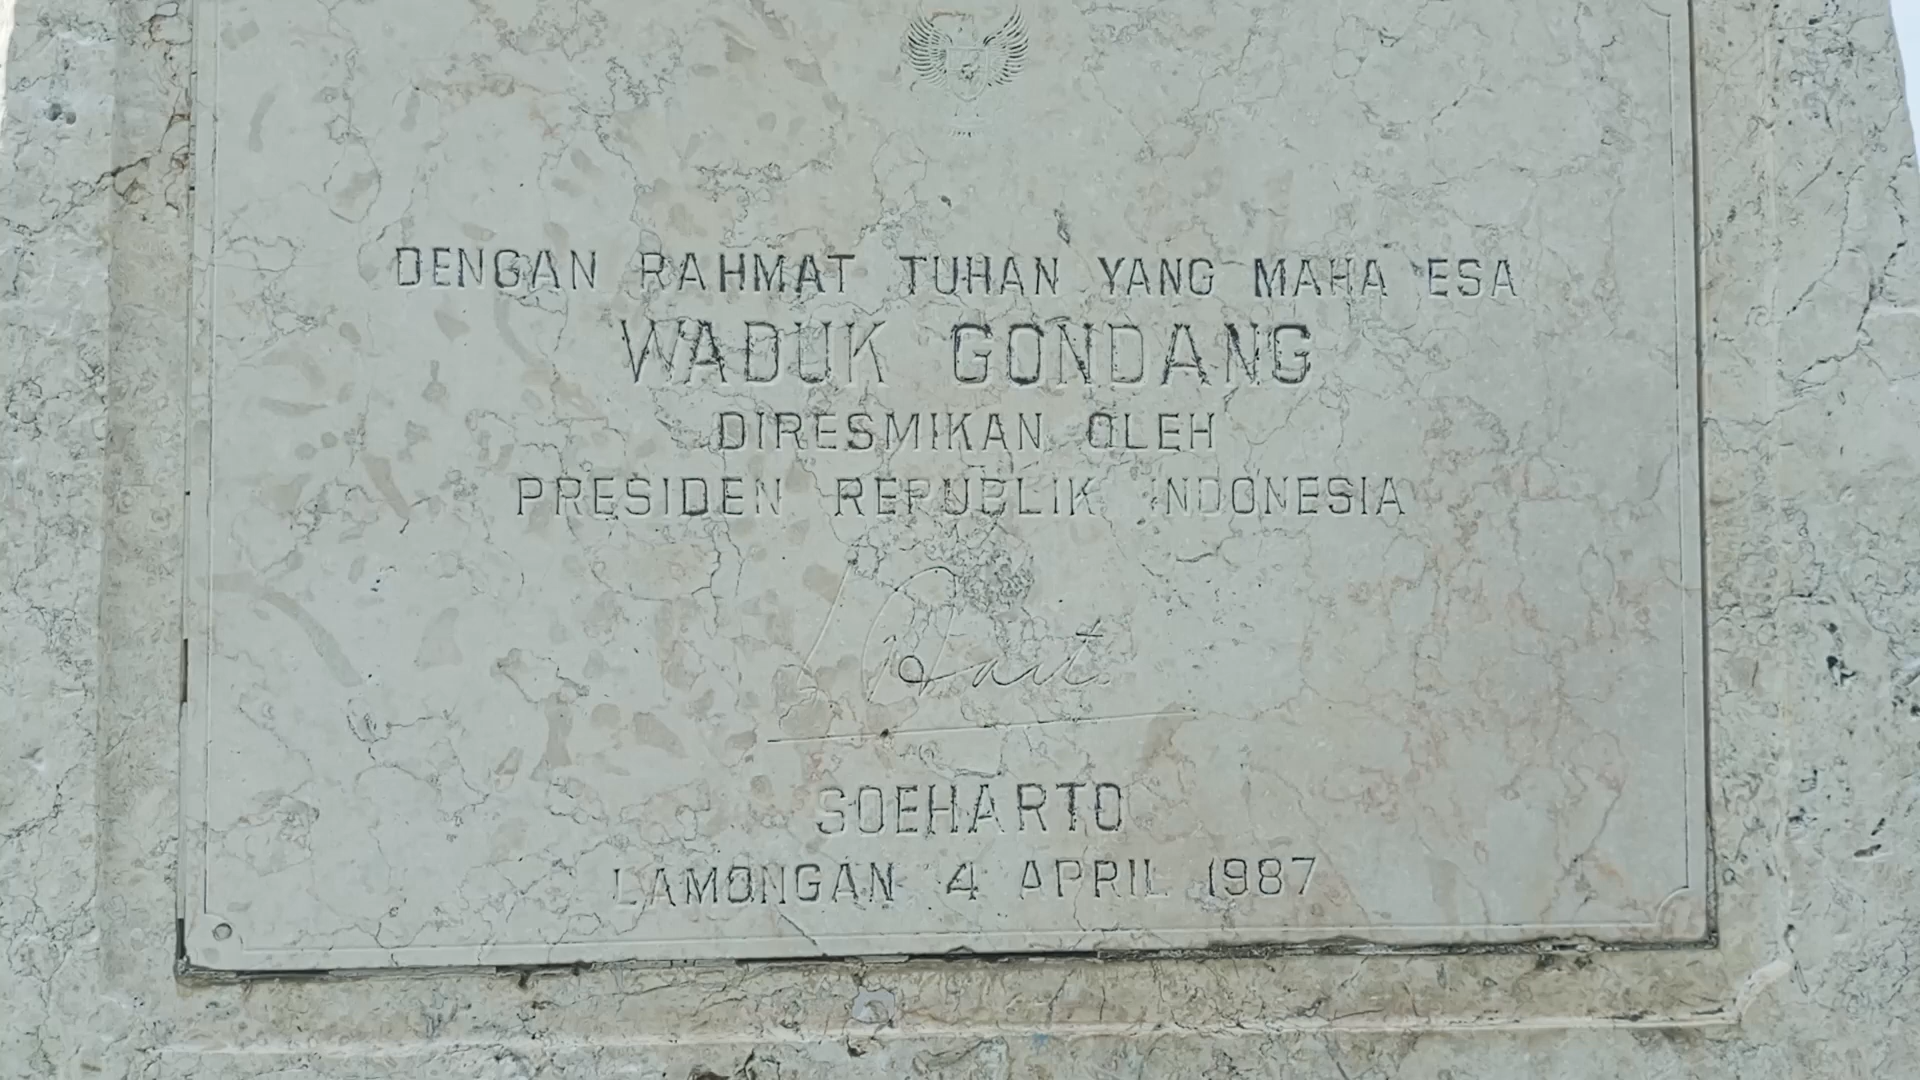 DENGAN RAHMAT TUHAN YANG MAHA ESA
WADUK GONDANG
DIRESMIKAN OLEH
PRESIDEN REPUBLIK INDONESIA
SOEHARTO
LAMONGAN 4 APRIL 1987